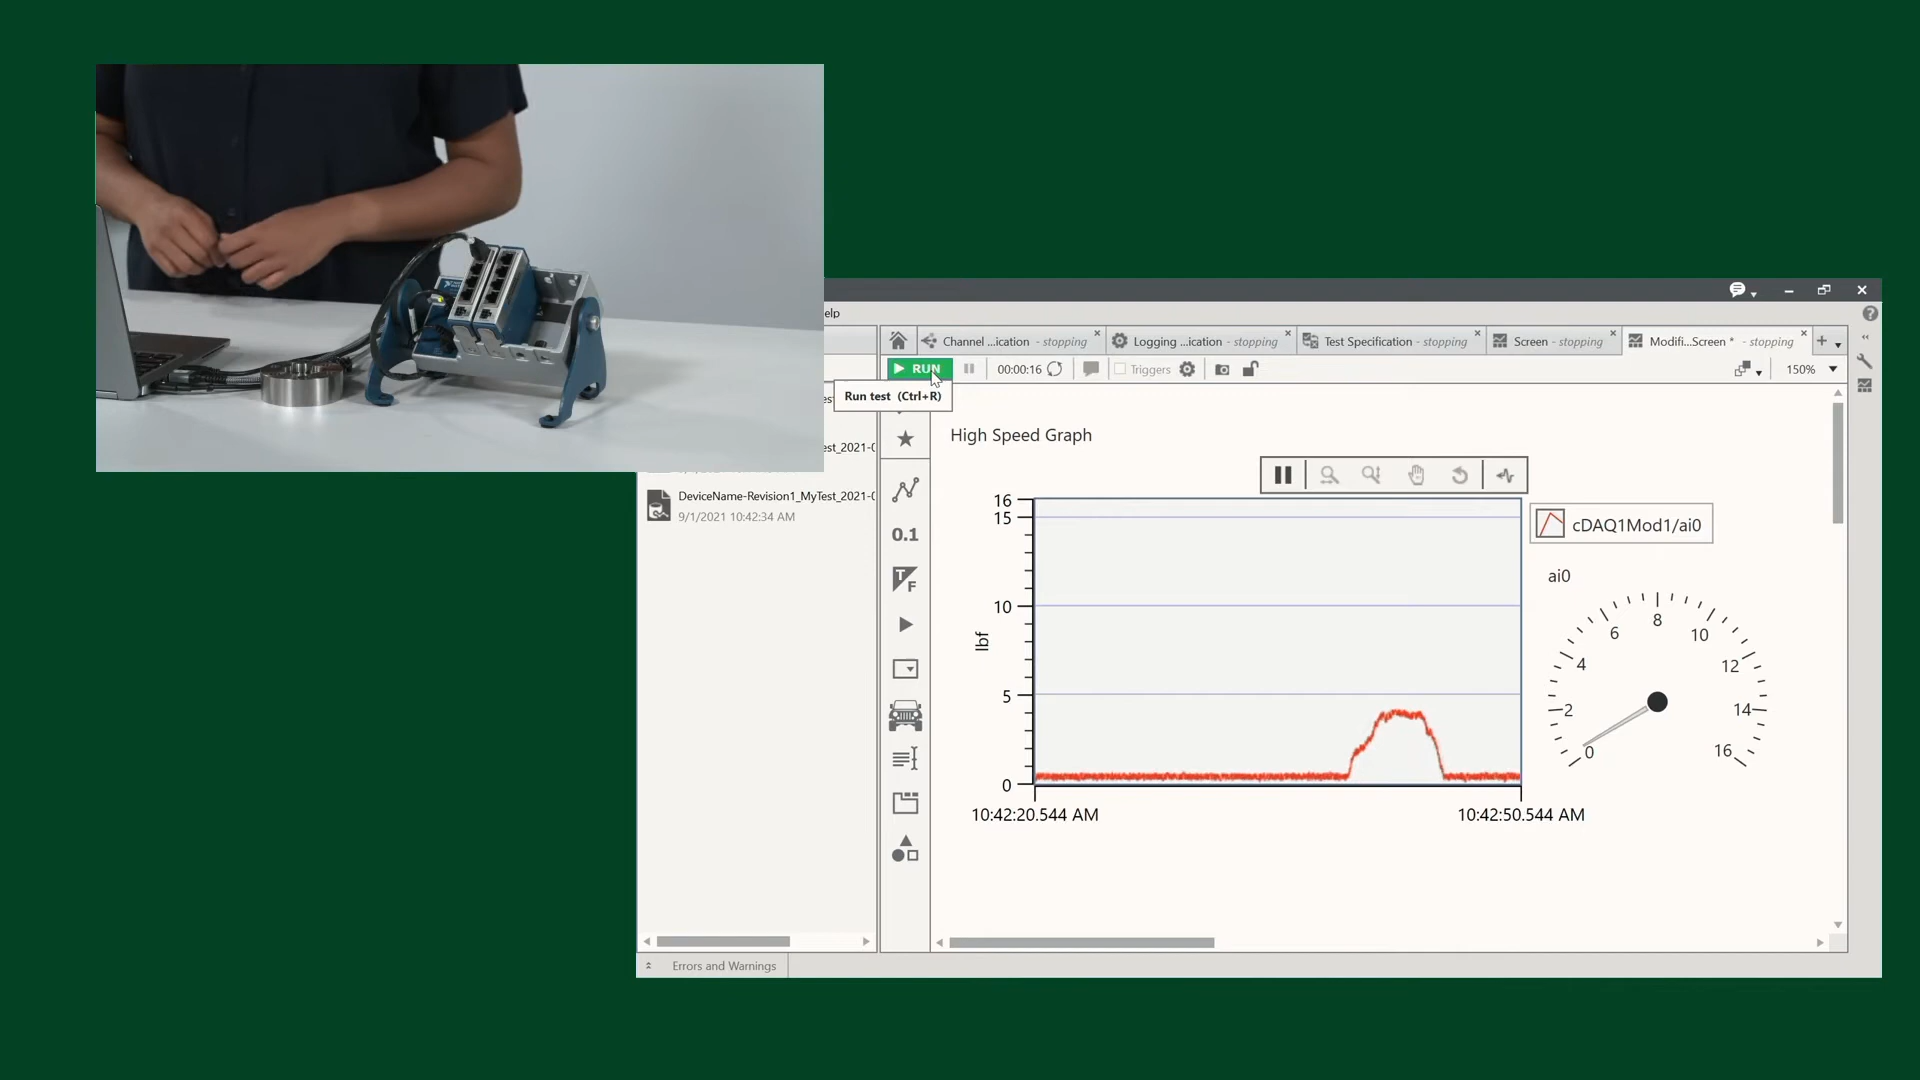 elp
Channel ...ication - stopping
Logging ...ication - stopping
Test Specification - stopping
Screen - stopping
Modifi...Screen * - stopping
RUN
00:00:16
Triggers
150%
Run test (Ctrl+R)
est_2021-0
DeviceName-Revision1_MyTest_2021-0
9/1/2021 10:42:34 AM
0.1
T
F
High Speed Graph
16
15
10
5
0
lbf
10:42:20.544 AM
10:42:50.544 AM
cDAQ1Mod1/ai0
ai0
0
2
4
6
8
10
12
14
16
Errors and Warnings